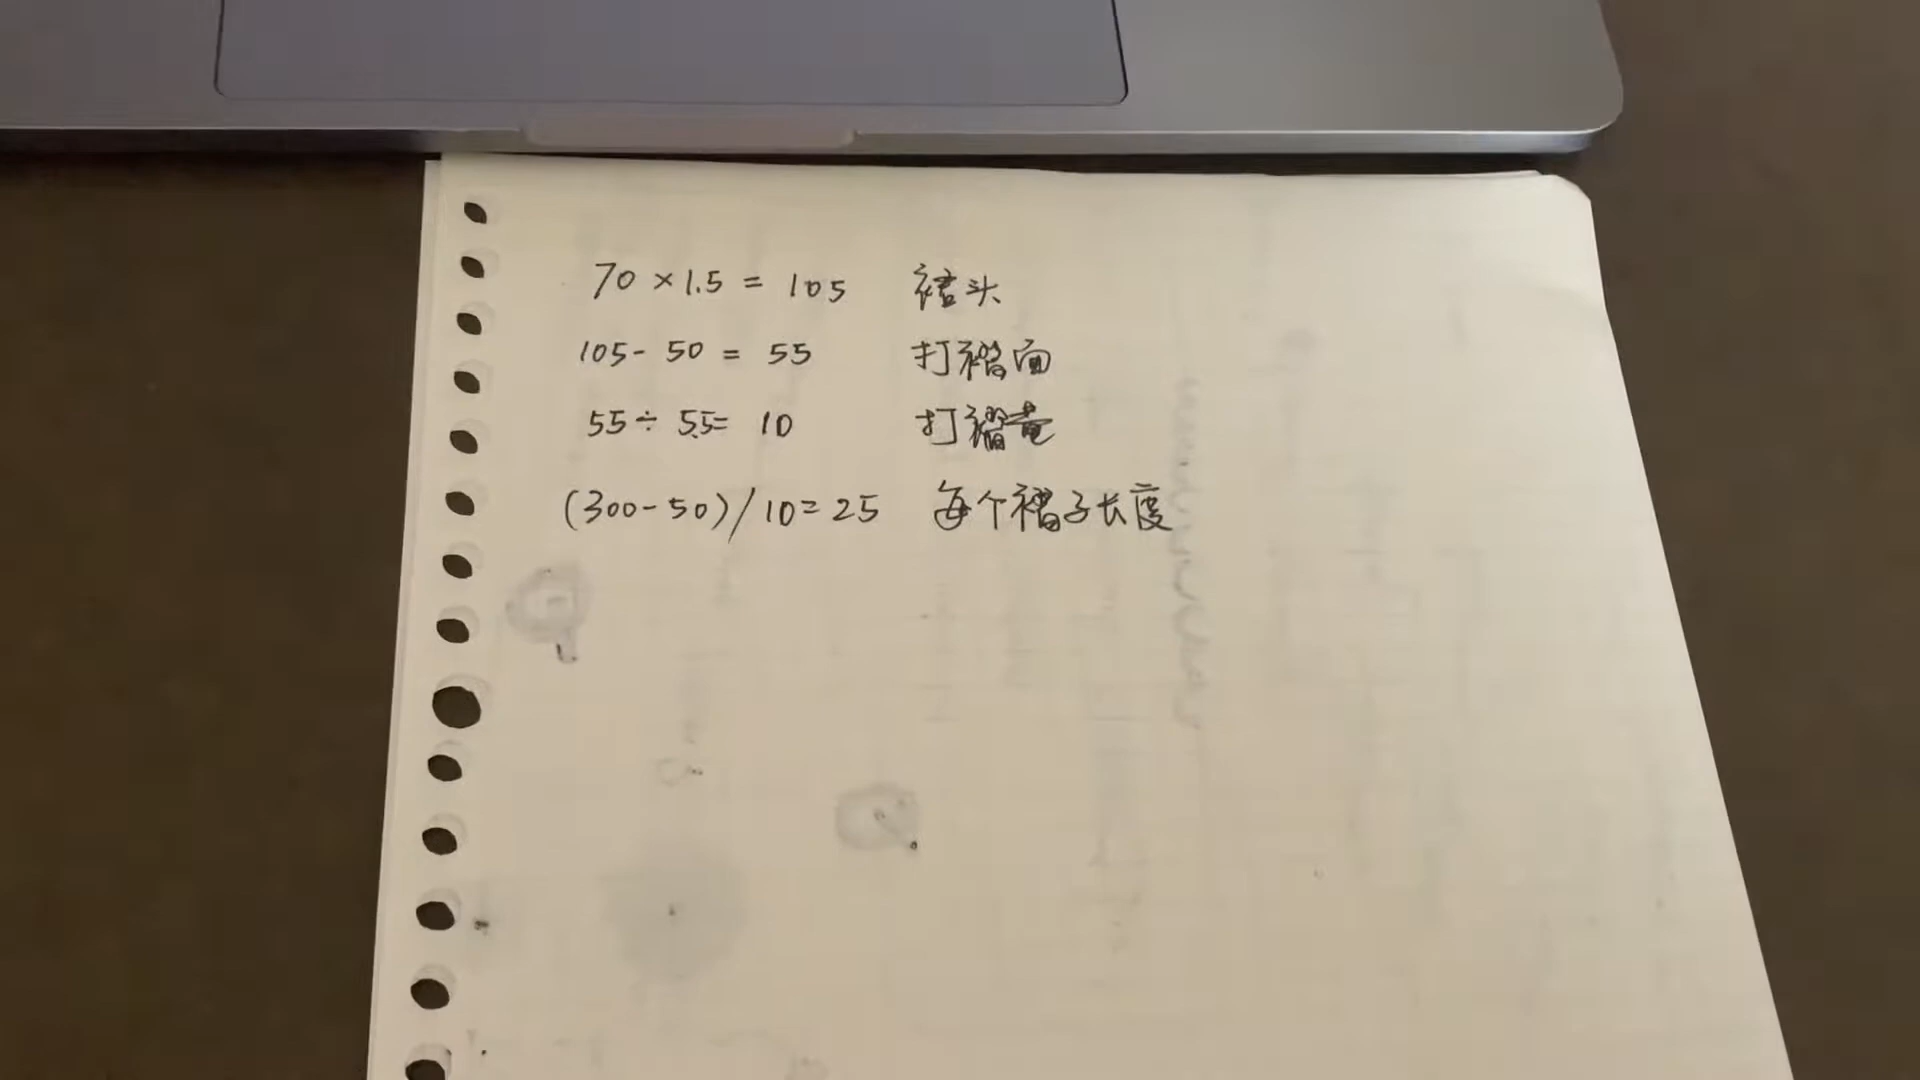 70 × 1.5 = 105 裙头
105 - 50 = 55 打褶面
55 ÷ 5.5 = 10 打褶
(300 - 50) / 10 = 25 每个褶子长度